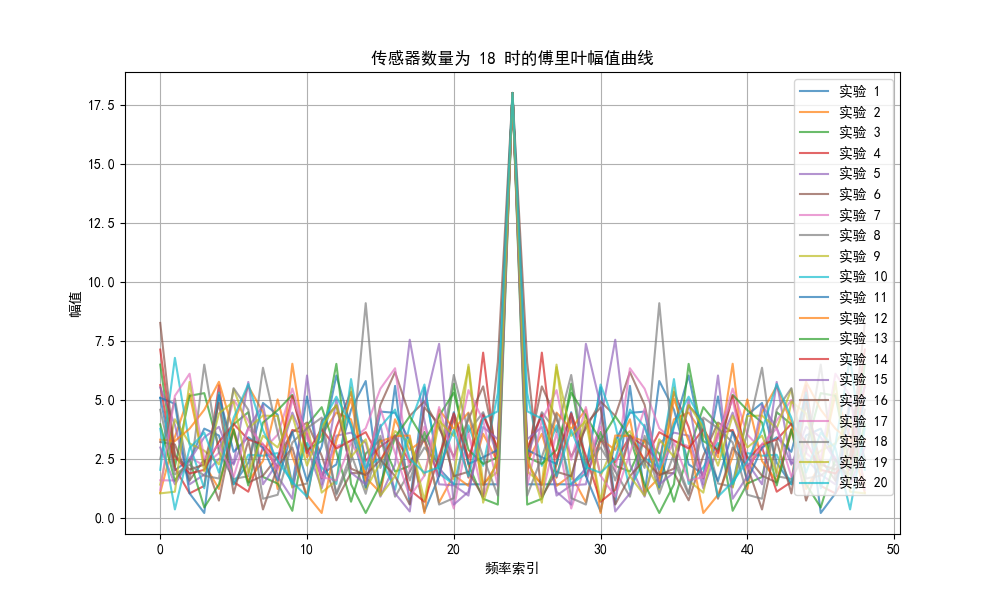 传感器数量为 18 时的傅里叶幅值曲线
17.5
15.0
12.5
10.0
7.5
5.0
2.5
0.0
幅值
0
10
20
30
40
50
频率索引
实验 1
实验 2
实验 3
实验 4
实验 5
实验 6
实验 7
实验 8
实验 9
实验 10
实验 11
实验 12
实验 13
实验 14
实验 15
实验 16
实验 17
实验 18
实验 19
实验 20